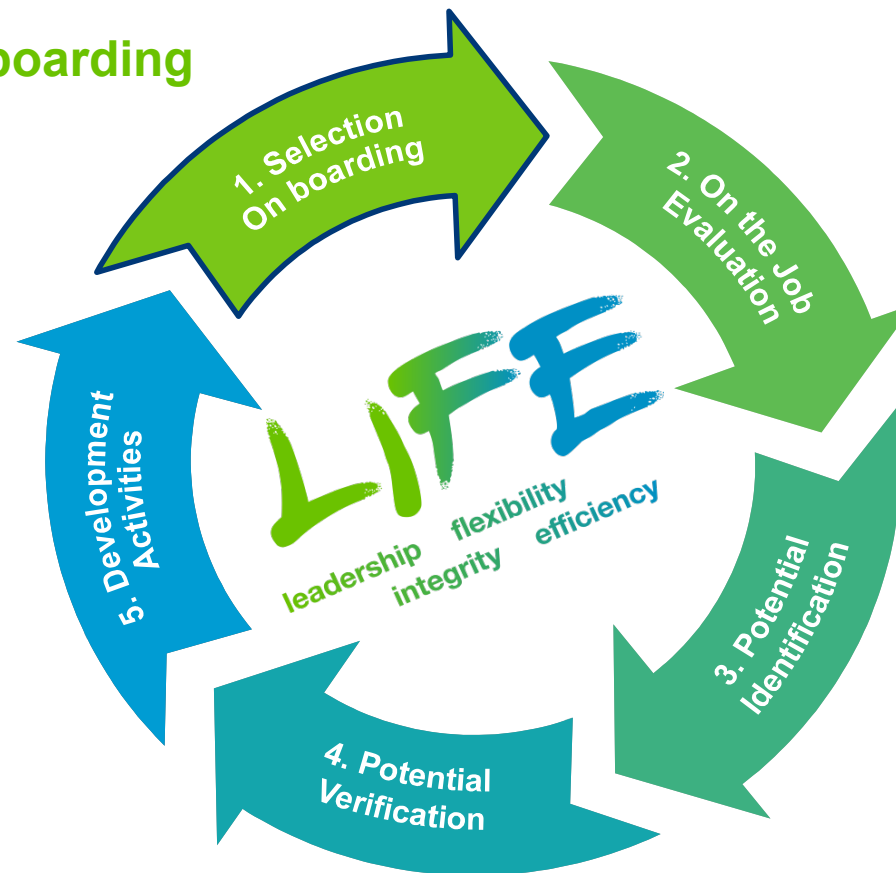 boarding
1. Selection
On boarding
2. On the Job
Evaluation
3. Potential
Identification
4. Potential
Verification
5. Development
Activities
LIFE
leadership flexibility
integrity efficiency